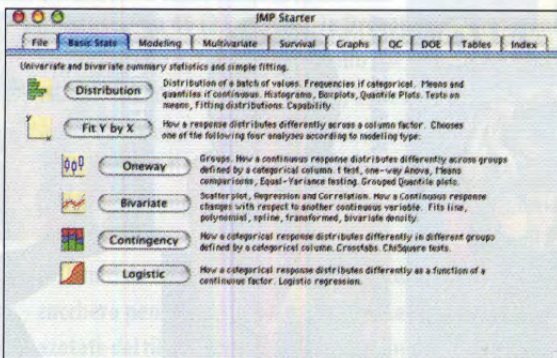 JMP Starter
File Basic Stats Modeling Multivariate Survival Graphs QC DOE Tables Index
Univariate and bivariate summary statistics and simple fitting.
Distribution
Distribution of a batch of values. Frequencies if categorical. Means and
quantiles if continuous. Histograms, Boxplots, Quantile Plots. Tests on
means, fitting distributions. Capability.
Y
x
Fit Y by X
How a response distributes differently across a column factor. Chooses
one of the following four analyses according to modeling type:
Oneway
Groups. How a continuous response distributes differently across groups
defined by a categorical column. t test, one-way Anova, Means
comparisons, Equal-Variance testing. Grouped Quantile plots.
Bivariate
Scatterplot, Regression and Correlation. How a Continuous response
changes with respect to another continuous variable. Fits line,
polynomial, spline, transformed, bivariate density.
Contingency
How a categorical response distributes differently in different groups
defined by a categorical column. Crosstabs. ChiSquare tests.
Logistic
How a categorical response distributes differently as a function of a
continuous factor. Logistic regression.